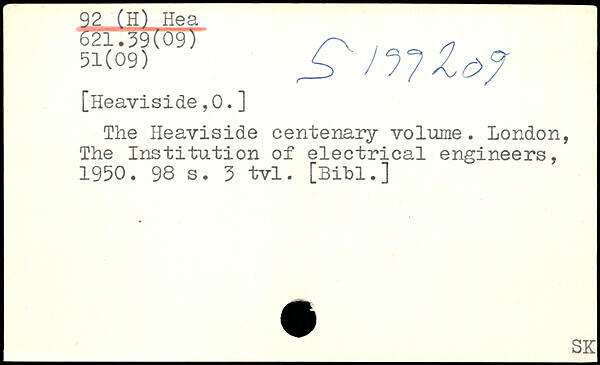 92 (H) Hea
621.39(09)
51(09)
S 199209
[Heaviside,O.]
The Heaviside centenary volume. London,
The Institution of electrical engineers,
1950. 98 s. 3 tvl. [Bibl.]
SK